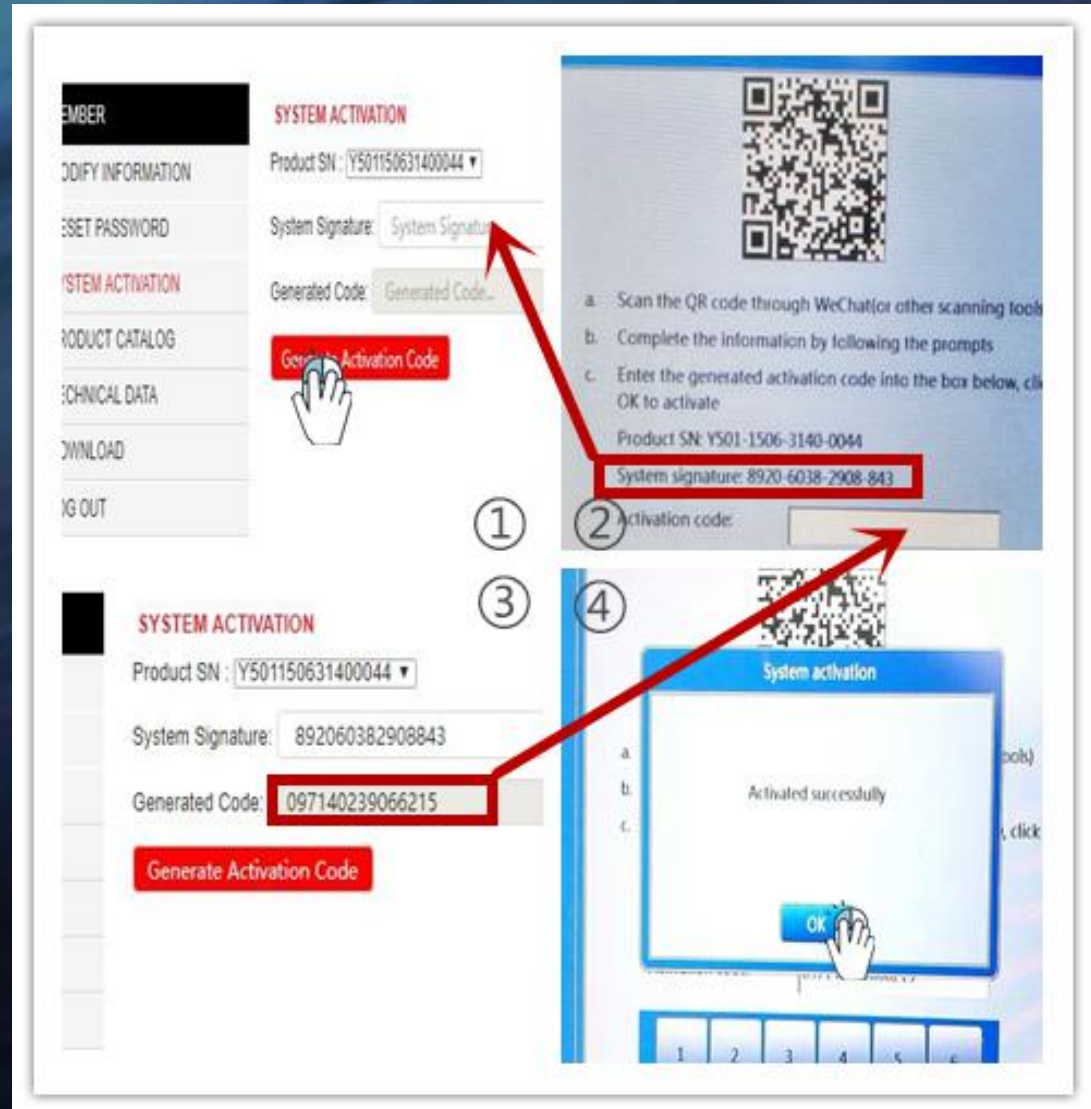 EMBER
ODIFY INFORMATION
ESET PASSWORD
YSTEM ACTIVATION
RODUCT CATALOG
ECHNICAL DATA
OWNLOAD
OG OUT
SYSTEM ACTIVATION
Product SN : Y501150631400044
System Signature: System Signatur
Generated Code: Generated Code...
Generate Activation Code
①
a. Scan the QR code through WeChat(or other scanning tools
b. Complete the information by following the prompts
c. Enter the generated activation code into the box below, cli
OK to activate
Product SN: Y501-1506-3140-0044
System signature: 8920-6038-2908-843
Activation code:
②
③
SYSTEM ACTIVATION
Product SN : Y501150631400044
System Signature: 892060382908843
Generated Code: 097140239066215
Generate Activation Code
④
System activation
a.
ools)
b.
Activated successfully
c.
, click
OK
1 2 3 4 5 6